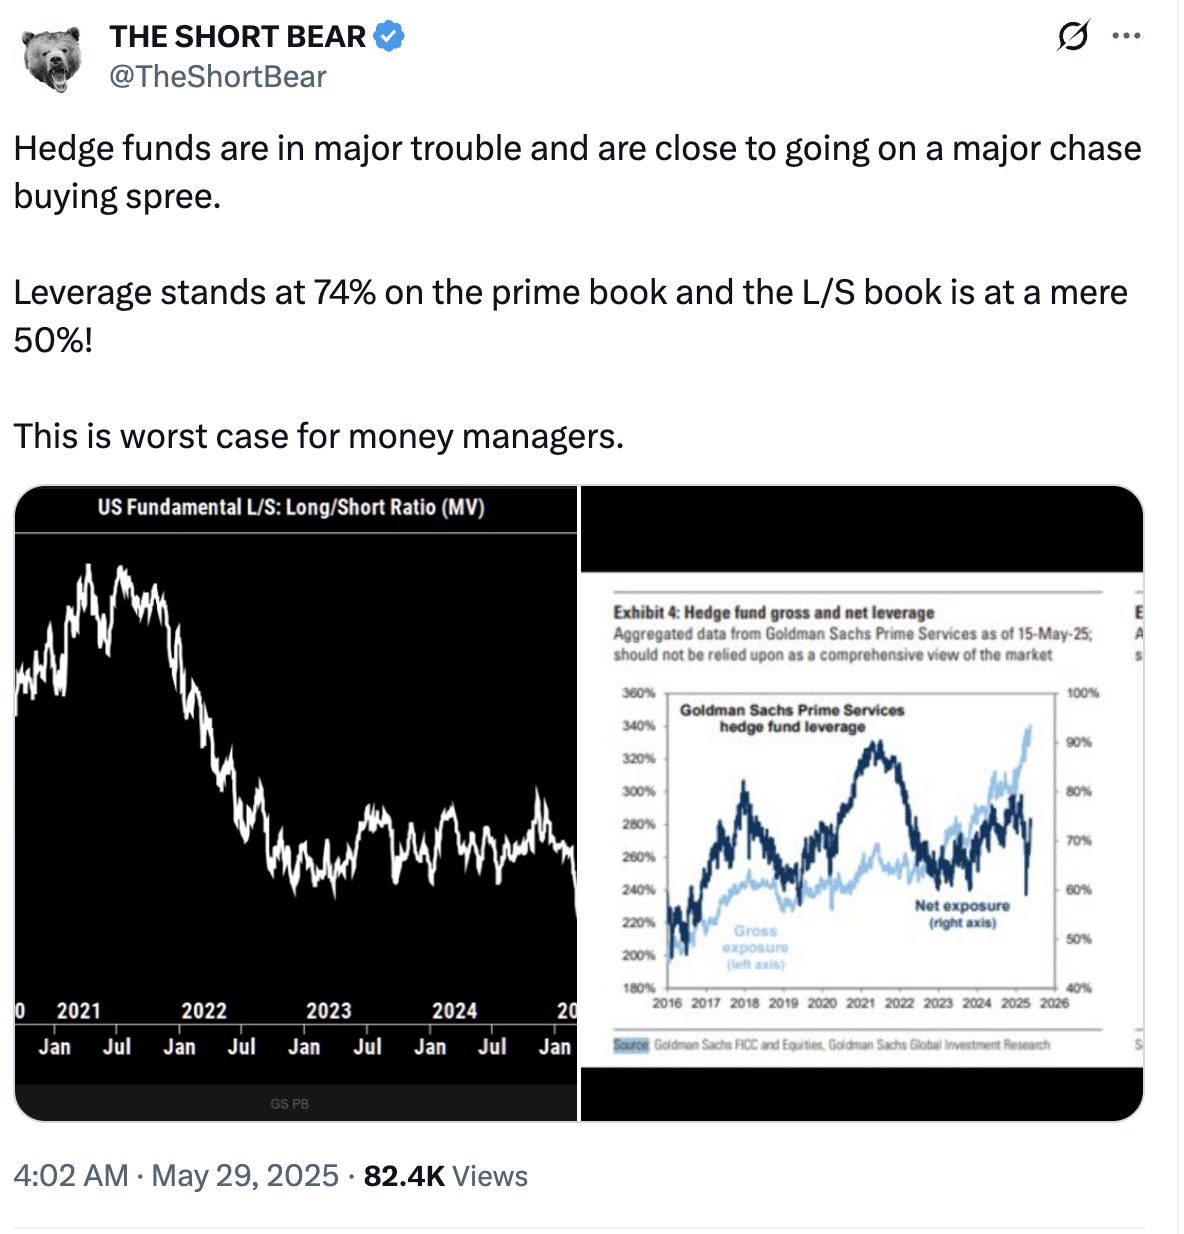 THE SHORT BEAR
@TheShortBear
Hedge funds are in major trouble and are close to going on a major chase
buying spree.
Leverage stands at 74% on the prime book and the L/S book is at a mere
50%!
This is worst case for money managers.
US Fundamental L/S: Long/Short Ratio (MV)
0 2021 2022 2023 2024 20
Jan Jul Jan Jul Jan Jul Jan Jul Jan
GS PB
Exhibit 4: Hedge fund gross and net leverage
Aggregated data from Goldman Sachs Prime Services as of 15-May-25;
should not be relied upon as a comprehensive view of the market
E
A
s
Goldman Sachs Prime Services
hedge fund leverage
360%
340%
320%
300%
280%
260%
240%
220%
200%
180%
100%
90%
80%
70%
60%
50%
40%
Net exposure
(right axis)
Gross
exposure
(left axis)
2016 2017 2018 2019 2020 2021 2022 2023 2024 2025 2026
Source: Goldman Sachs FICC and Equities, Goldman Sachs Global Investment Research
S
4:02 AM · May 29, 2025 · 82.4K Views